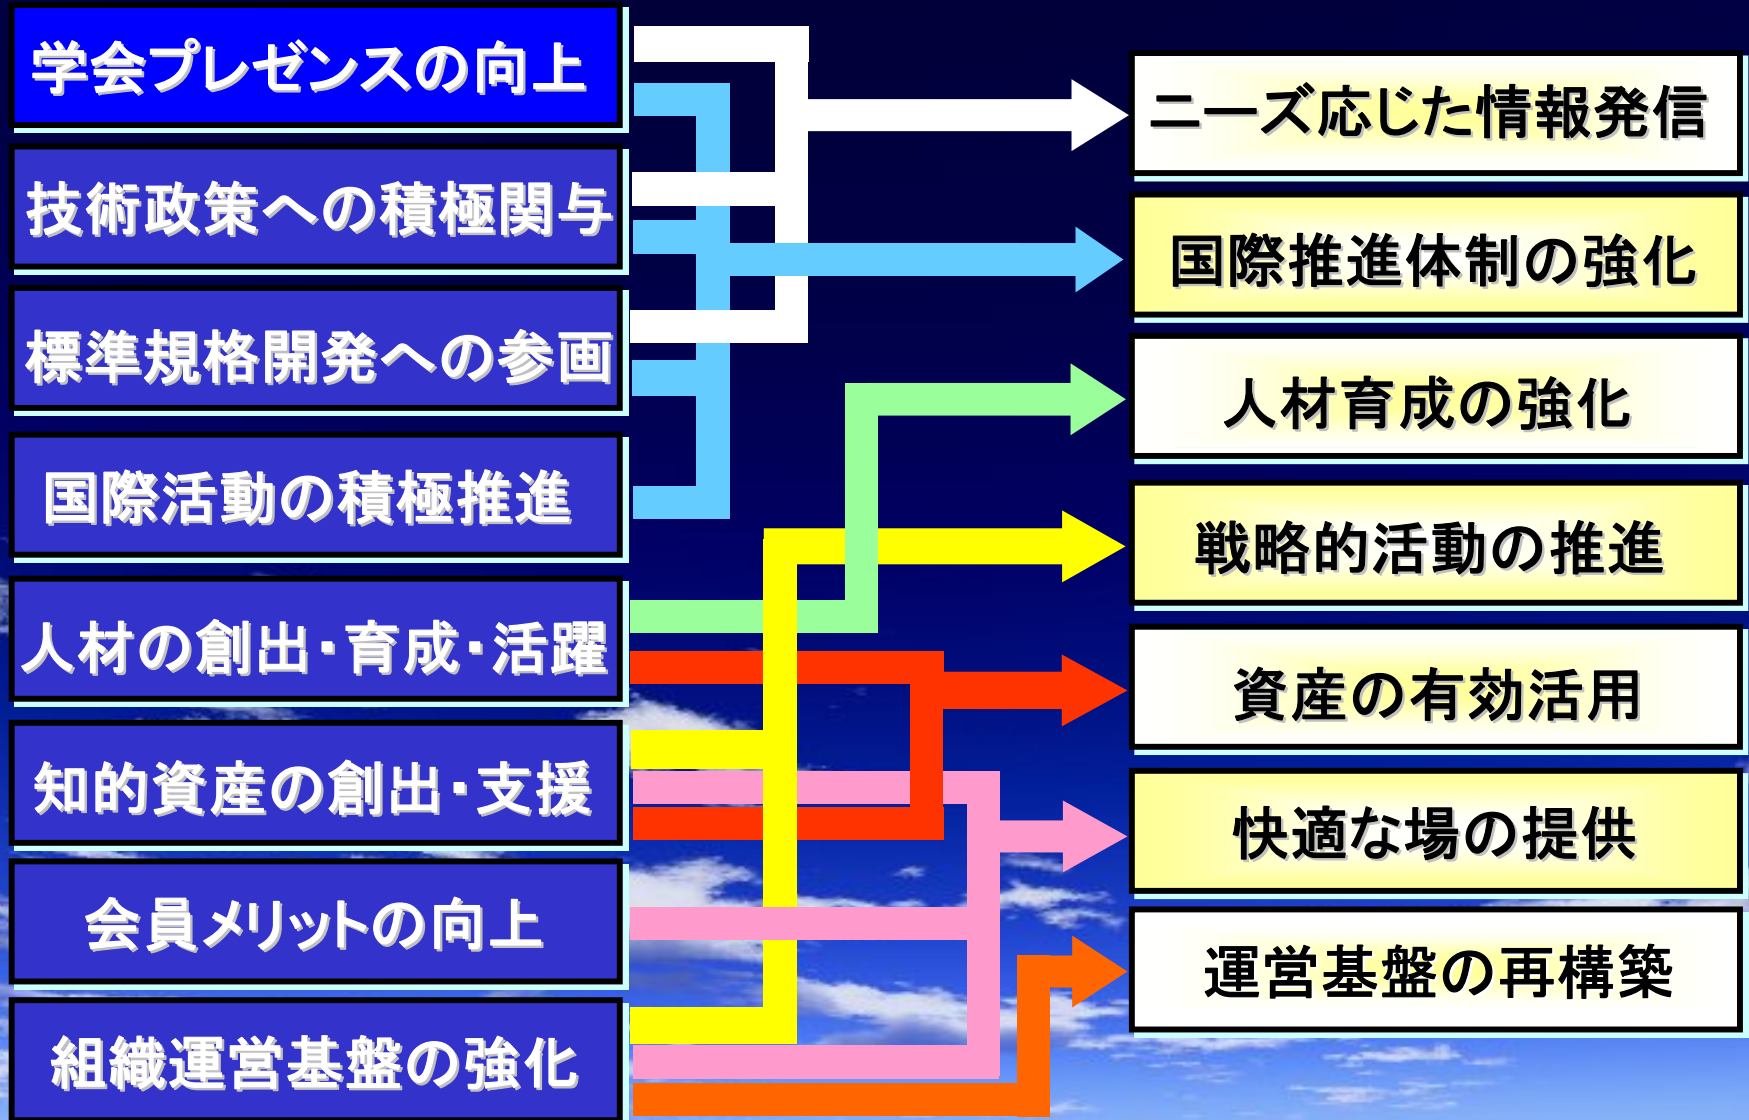 学会プレゼンスの向上
技術政策への積極関与
標準規格開発への参画
国際活動の積極推進
人材の創出・育成・活躍
知的資産の創出・支援
会員メリットの向上
組織運営基盤の強化
ニーズ応じた情報発信
国際推進体制の強化
人材育成の強化
戦略的活動の推進
資産の有効活用
快適な場の提供
運営基盤の再構築